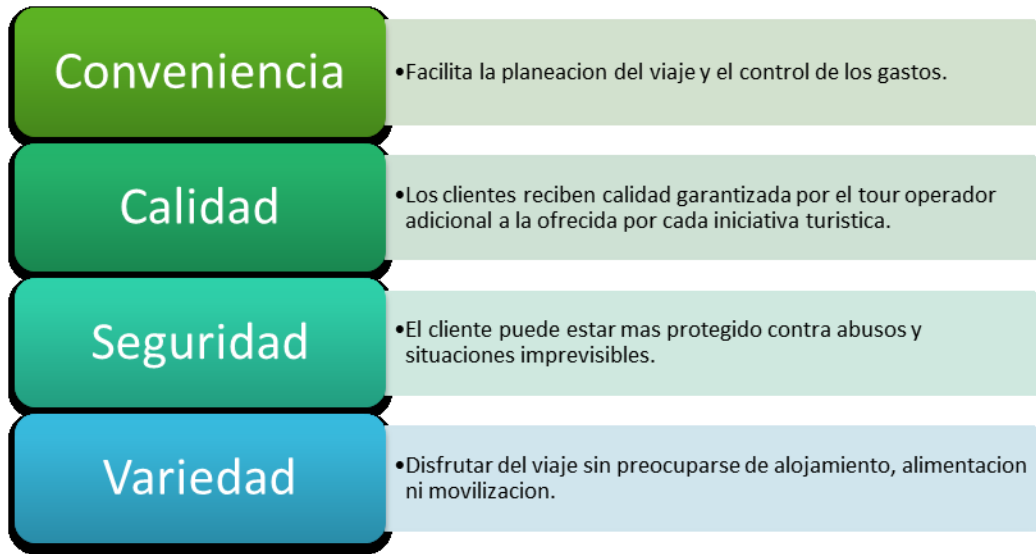 Conveniencia
•Facilita la planeacion del viaje y el control de los gastos.
Calidad
•Los clientes reciben calidad garantizada por el tour operador
adicional a la ofrecida por cada iniciativa turistica.
Seguridad
•El cliente puede estar mas protegido contra abusos y
situaciones imprevisibles.
Variedad
•Disfrutar del viaje sin preocuparse de alojamiento, alimentacion
ni movilizacion.